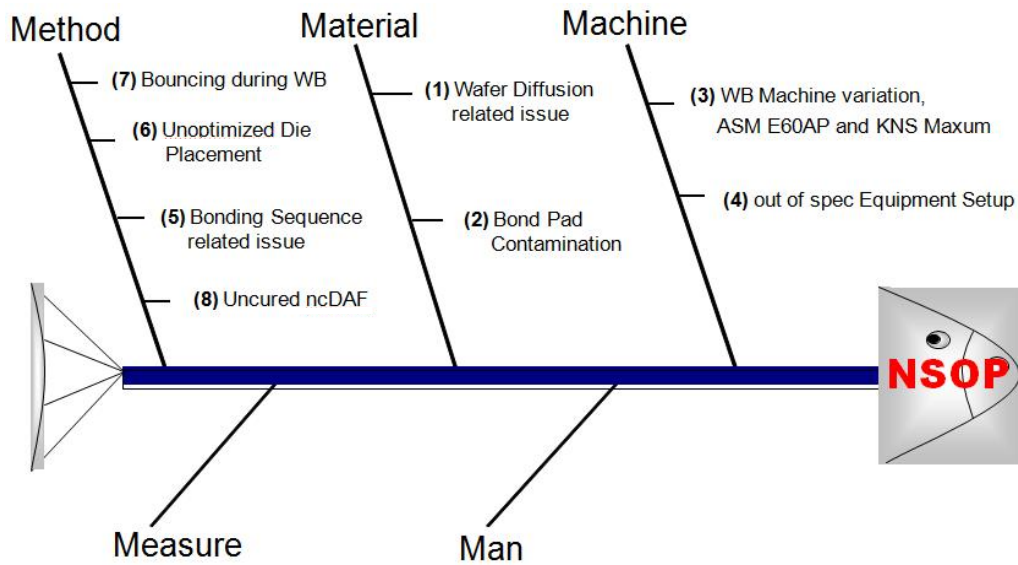 Method
(7) Bouncing during WB
(6) Unoptimized Die
Placement
(5) Bonding Sequence
related issue
(8) Uncured ncDAF
Material
(1) Wafer Diffusion
related issue
(2) Bond Pad
Contamination
Machine
(3) WB Machine variation,
ASM E60AP and KNS Maxum
(4) out of spec Equipment Setup
NSOP
Measure
Man